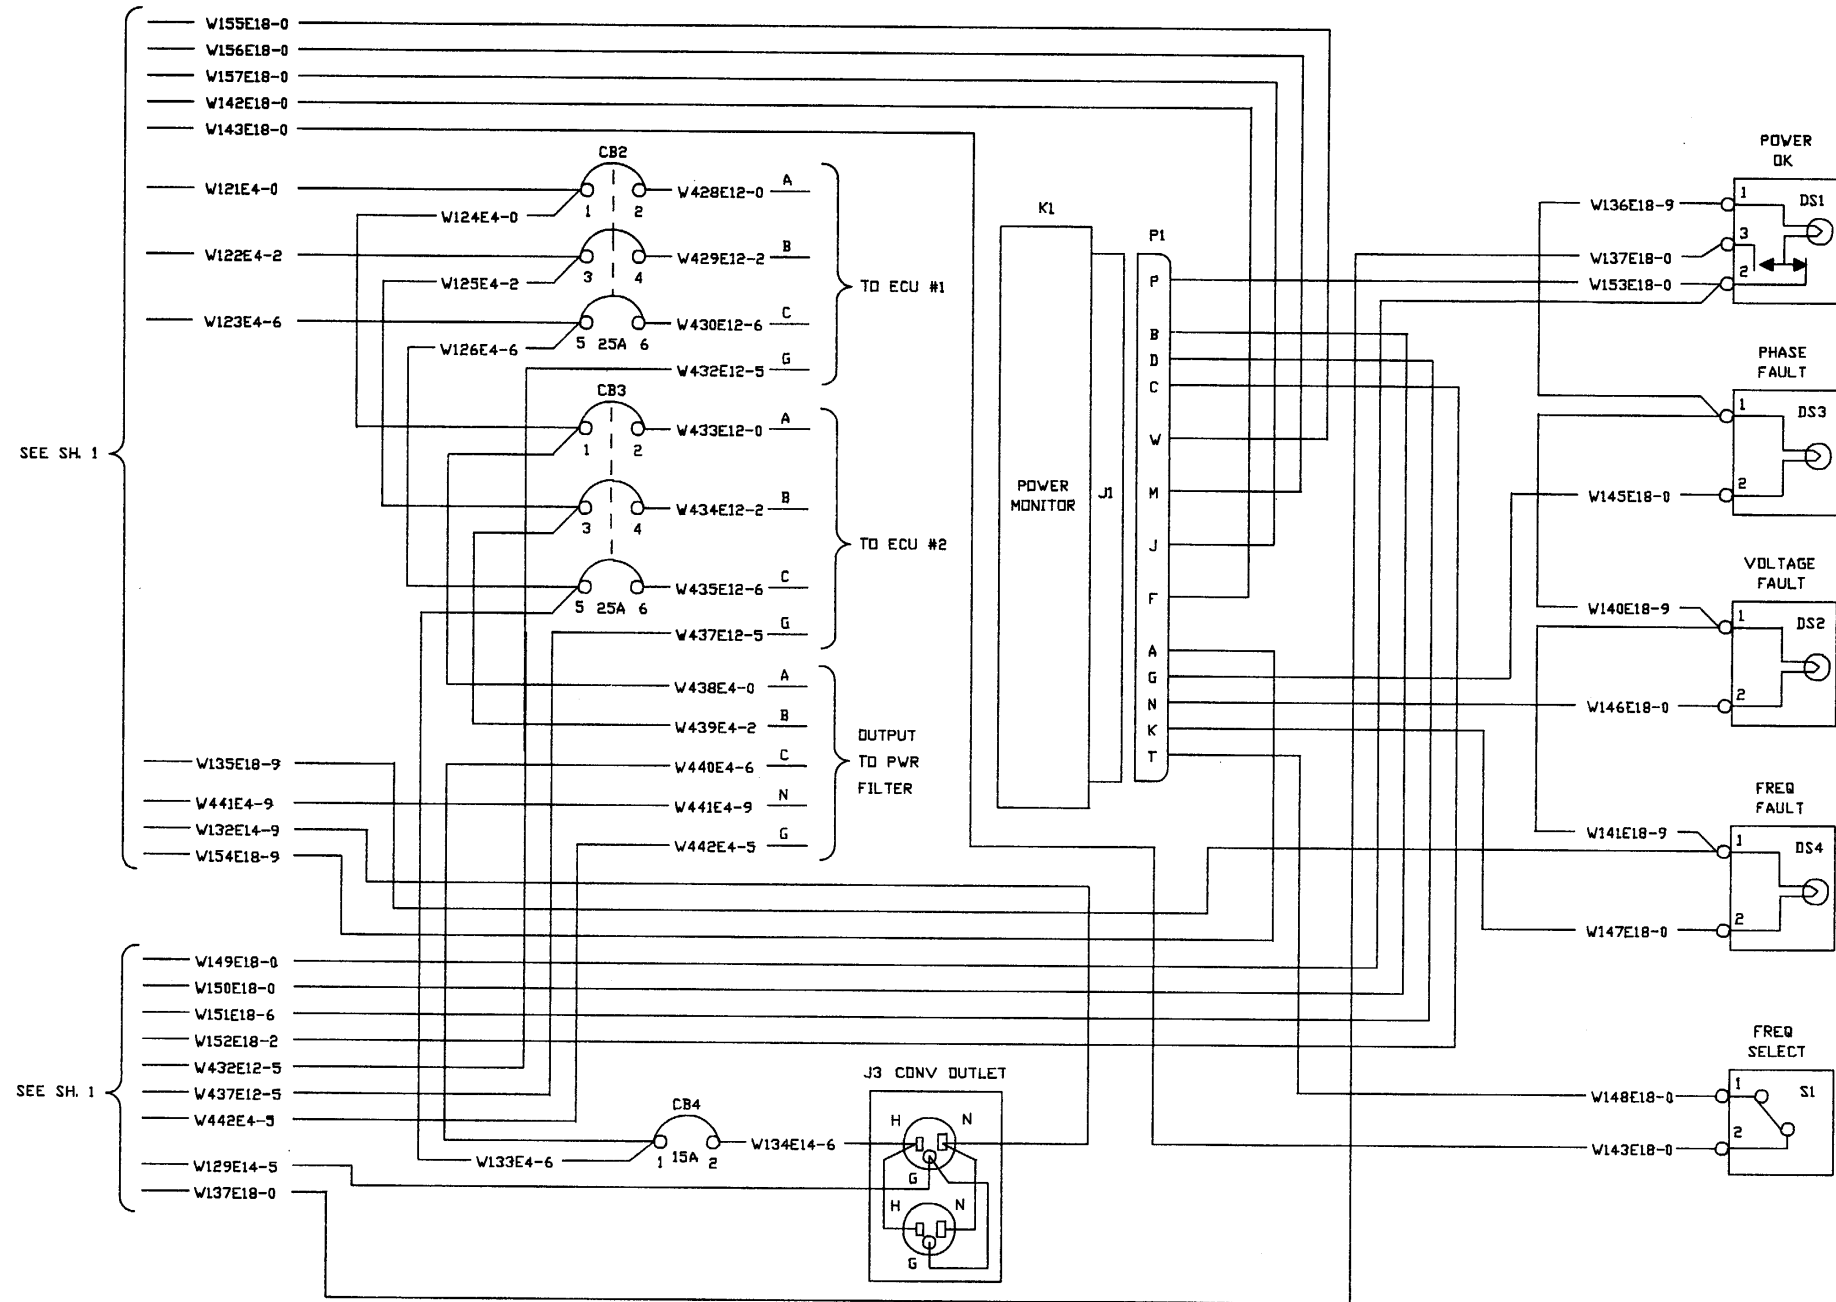 W155E18-0
W156E18-0
W157E18-0
W142E18-0
W143E18-0
CB2
W121E4-0
1 2
W428E12-0 A
W124E4-0
W122E4-2
3 4
W429E12-2 B
W125E4-2
TO ECU #1
W123E4-6
5 25A 6
W430E12-6 C
W126E4-6
W432E12-5 G
CB3
1 2
W433E12-0 A
SEE SH. 1
3 4
W434E12-2 B
TO ECU #2
5 25A 6
W435E12-6 C
W437E12-5 G
W438E4-0 A
W439E4-2 B
OUTPUT
TO PWR
FILTER
W135E18-9
W440E4-6 C
W441E4-9
W441E4-9 N
W132E14-9
W442E4-5 G
W154E18-9
W149E18-0
W150E18-0
W151E18-6
W152E18-2
W432E12-5
SEE SH. 1
W437E12-5
W442E4-5
W129E14-5
W137E18-0
CB4
1 15A 2
W133E4-6
W134E14-6
J3 CONV OUTLET
H N
G
H N
G
K1
POWER
MONITOR
J1
P1
P
B
D
C
W
M
J
F
A
G
N
K
T
POWER
OK
W136E18-9
1
DS1
W137E18-0
3
W153E18-0
2
PHASE
FAULT
1
DS3
W145E18-0
2
VOLTAGE
FAULT
W140E18-9
1
DS2
W146E18-0
2
FREQ
FAULT
W141E18-9
1
DS4
W147E18-0
2
FREQ
SELECT
W148E18-0
1
S1
W143E18-0
2